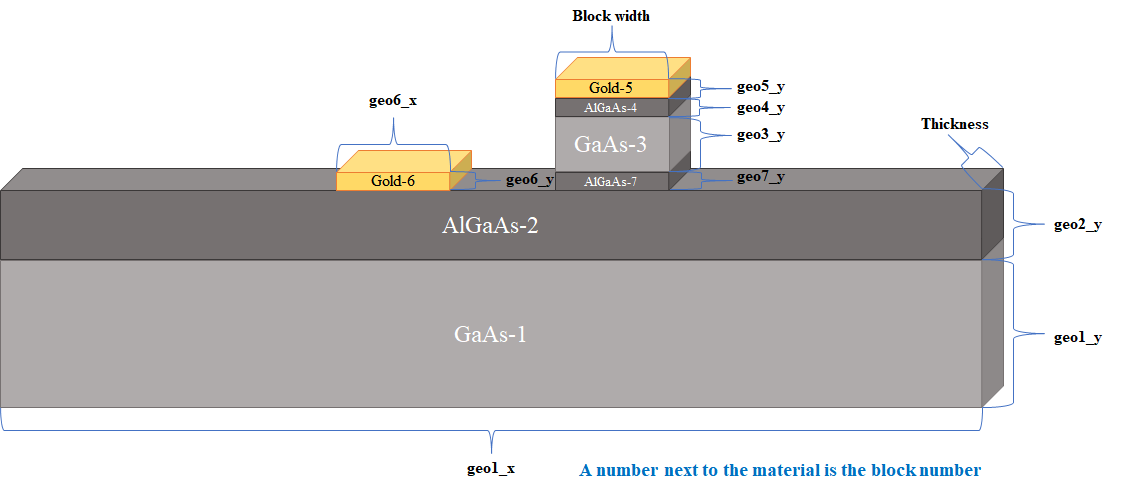 Block width
Gold-5
geo5_y
geo6_x
AlGaAs-4
geo4_y
Thickness
geo3_y
GaAs-3
Gold-6
geo6_y
AlGaAs-7
geo7_y
AlGaAs-2
geo2_y
GaAs-1
geo1_y
geo1_x
A number next to the material is the block number